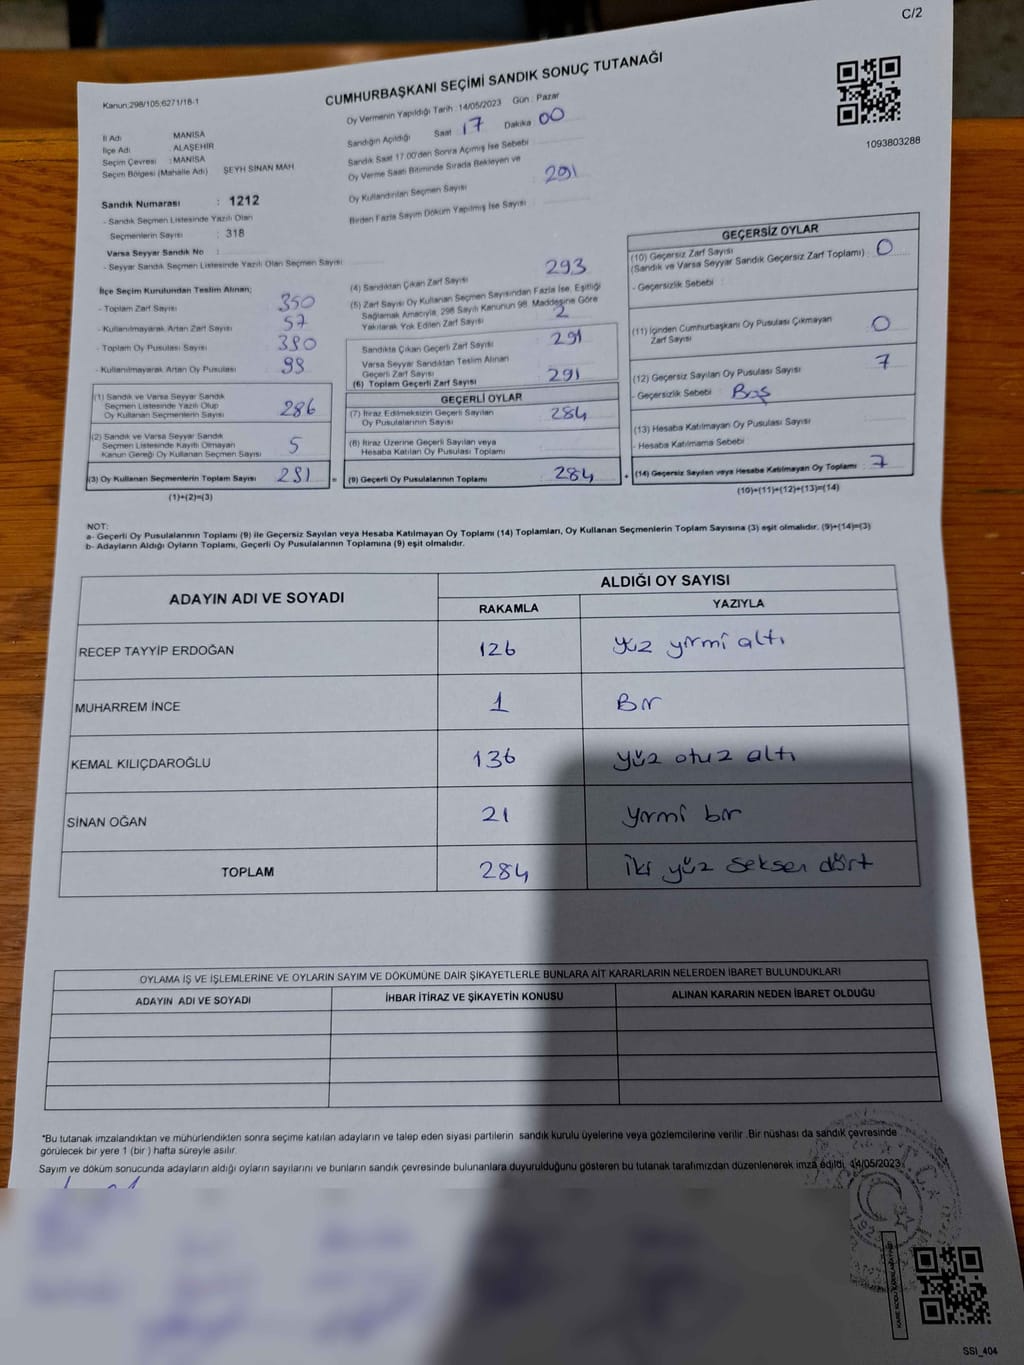 C/2
Kanun:298/105;6271/18-1
CUMHURBAŞKANI SEÇİMİ SANDIK SONUÇ TUTANAĞI
1093803288
İl Adı : MANİSA
İlçe Adı : ALAŞEHİR
Seçim Çevresi : MANİSA
Seçim Bölgesi (Mahalle Adı) ŞEYH SİNAN MAH
Sandık Numarası : 1212
- Sandık Seçmen Listesinde Yazılı Olan
Seçmenlerin Sayısı : 318
Varsa Seyyar Sandık No :
- Seyyar Sandık Seçmen Listesinde Yazılı Olan Seçmen Sayısı:
Oy Vermenin Yapıldığı Tarih :14/05/2023 Gün : Pazar
Sandığın Açıldığı Saat 17 Dakika 00
Sandık Saat 17.00'den Sonra Açımış İse Sebebi :
Oy Verme Saati Bitiminde Sırada Bekleyen ve
Oy Kullandırılan Seçmen Sayısı : 291
Birden Fazla Sayım Döküm Yapılmış İse Sayısı :
İlçe Seçim Kurulundan Teslim Alınan;
- Toplam Zarf Sayısı : 350
- Kullanılmayarak Artan Zarf Sayısı : 57
- Toplam Oy Pusulası Sayısı : 390
- Kullanılmayarak Artan Oy Pusulası : 99
(1) Sandık ve Varsa Seyyar Sandık
Seçmen Listesinde Yazılı Olup
Oy Kullanan Seçmenlerin Sayısı : 286
(2) Sandık ve Varsa Seyyar Sandık
Seçmen Listesinde Kayıtlı Olmayan
Kanun Gereği Oy Kullanan Seçmen Sayısı : 5
(3) Oy Kullanan Seçmenlerin Toplam Sayısı : 291
(1)+(2)=(3)
(4) Sandıktan Çıkan Zarf Sayısı : 293
(5) Zarf Sayısı Oy Kullanan Seçmen Sayısından Fazla İse, Eşitliği
Sağlamak Amacıyla, 298 Sayılı Kanunun 98. Maddesine Göre
Yakılarak Yok Edilen Zarf Sayısı : 2
Sandıkta Çıkan Geçerli Zarf Sayısı : 291
Varsa Seyyar Sandıktan Teslim Alınan
Geçerli Zarf Sayısı
(6) Toplam Geçerli Zarf Sayısı : 291
GEÇERLİ OYLAR
(7) İtiraz Edilmeksizin Geçerli Sayılan
Oy Pusulalarının Sayısı : 284
(8) İtiraz Üzerine Geçerli Sayılan veya
Hesaba Katılan Oy Pusulası Toplamı :
(9) Geçerli Oy Pusulalarının Toplamı : 284
GEÇERSİZ OYLAR
(10) Geçersiz Zarf Sayısı
(Sandık ve Varsa Seyyar Sandık Geçersiz Zarf Toplamı) : 0
- Geçersizlik Sebebi :
(11) İçinden Cumhurbaşkanı Oy Pusulası Çıkmayan
Zarf Sayısı : 0
(12) Geçersiz Sayılan Oy Pusulası Sayısı : 7
- Geçersizlik Sebebi : Boş
(13) Hesaba Katılmayan Oy Pusulası Sayısı :
- Hesaba Katılmama Sebebi :
(14) Geçersiz Sayılan veya Hesaba Katılmayan Oy Toplamı : 7
(10)+(11)+(12)+(13)=(14)
NOT:
a- Geçerli Oy Pusulalarının Toplamı (9) ile Geçersiz Sayılan veya Hesaba Katılmayan Oy Toplamı (14) Toplamları, Oy Kullanan Seçmenlerin Toplam Sayısına (3) eşit olmalıdır. (9)+(14)=(3)
b- Adayların Aldığı Oyların Toplamı, Geçerli Oy Pusulalarının Toplamına (9) eşit olmalıdır.
ADAYIN ADI VE SOYADI
ALDIĞI OY SAYISI
RAKAMLA YAZIYLA
RECEP TAYYİP ERDOĞAN 126 yüz yirmi altı
MUHARREM İNCE 1 Bir
KEMAL KILIÇDAROĞLU 136 yüz otuz altı
SİNAN OĞAN 21 yirmi bir
TOPLAM 284 iki yüz seksen dört
OYLAMA İŞ VE İŞLEMLERİNE VE OYLARIN SAYIM VE DÖKÜMÜNE DAİR ŞİKAYETLERLE BUNLARA AİT KARARLARIN NELERDEN İBARET BULUNDUKLARI
ADAYIN ADI VE SOYADI İHBAR İTİRAZ VE ŞİKAYETİN KONUSU ALINAN KARARIN NEDEN İBARET OLDUĞU
*Bu tutanak imzalandıktan ve mühürlendikten sonra seçime katılan adayların ve talep eden siyasi partilerin sandık kurulu üyelerine veya gözlemcilerine verilir .Bir nüshası da sandık çevresinde
görülecek bir yere 1 (bir ) hafta süreyle asılır.
Sayım ve döküm sonucunda adayların aldığı oyların sayılarını ve bunların sandık çevresinde bulunanlara duyurulduğunu gösteren bu tutanak tarafımızdan düzenlenerek imza edildi. 14/05/2023
T.C.
SSI_404